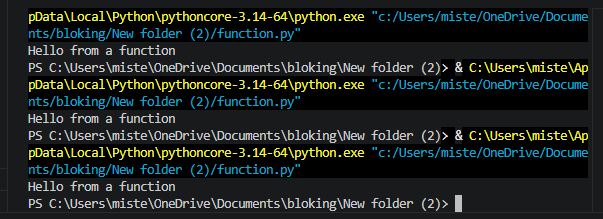 pData\Local\Python\pythoncore-3.14-64\python.exe "c:/Users/miste/OneDrive/Docume
nts/bloking/New folder (2)/function.py"
Hello from a function
PS C:\Users\miste\OneDrive\Documents\bloking\New folder (2)> & C:\Users\miste\Ap
pData\Local\Python\pythoncore-3.14-64\python.exe "c:/Users/miste/OneDrive/Docume
nts/bloking/New folder (2)/function.py"
Hello from a function
PS C:\Users\miste\OneDrive\Documents\bloking\New folder (2)> & C:\Users\miste\Ap
pData\Local\Python\pythoncore-3.14-64\python.exe "c:/Users/miste/OneDrive/Docume
nts/bloking/New folder (2)/function.py"
Hello from a function
PS C:\Users\miste\OneDrive\Documents\bloking\New folder (2)>